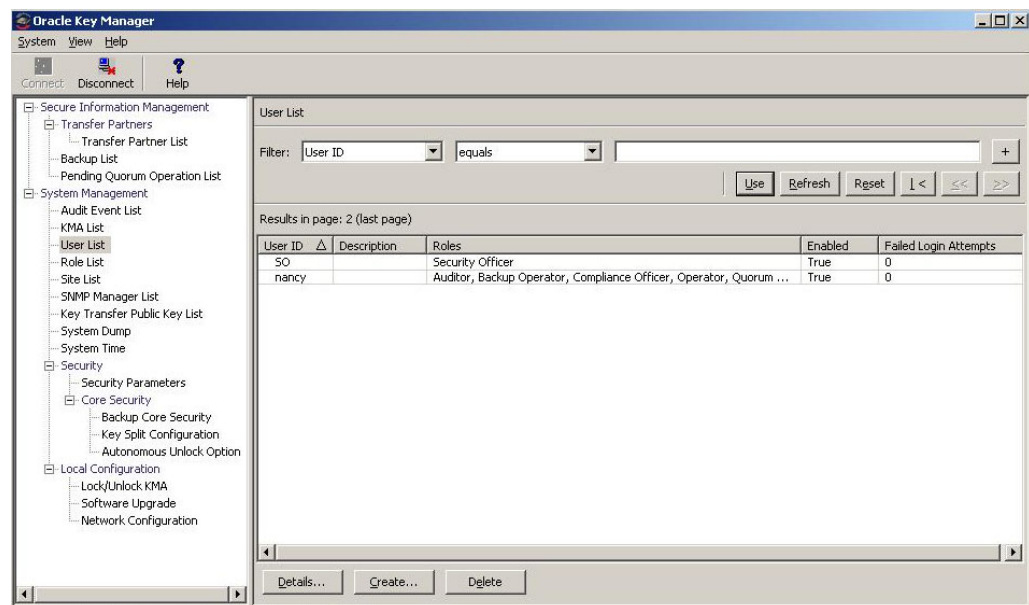 Oracle Key Manager
System View Help
Connect Disconnect Help
Secure Information Management
Transfer Partners
Transfer Partner List
Backup List
Pending Quorum Operation List
System Management
Audit Event List
KMA List
User List
Role List
Site List
SNMP Manager List
Key Transfer Public Key List
System Dump
System Time
Security
Security Parameters
Core Security
Backup Core Security
Key Split Configuration
Autonomous Unlock Option
Local Configuration
Lock/Unlock KMA
Software Upgrade
Network Configuration
User List
Filter: User ID equals +
Use Refresh Reset |< << >>
Results in page: 2 (last page)
User ID Description Roles Enabled Failed Login Attempts
SO Security Officer True 0
nancy Auditor, Backup Operator, Compliance Officer, Operator, Quorum ... True 0
Details... Create... Delete